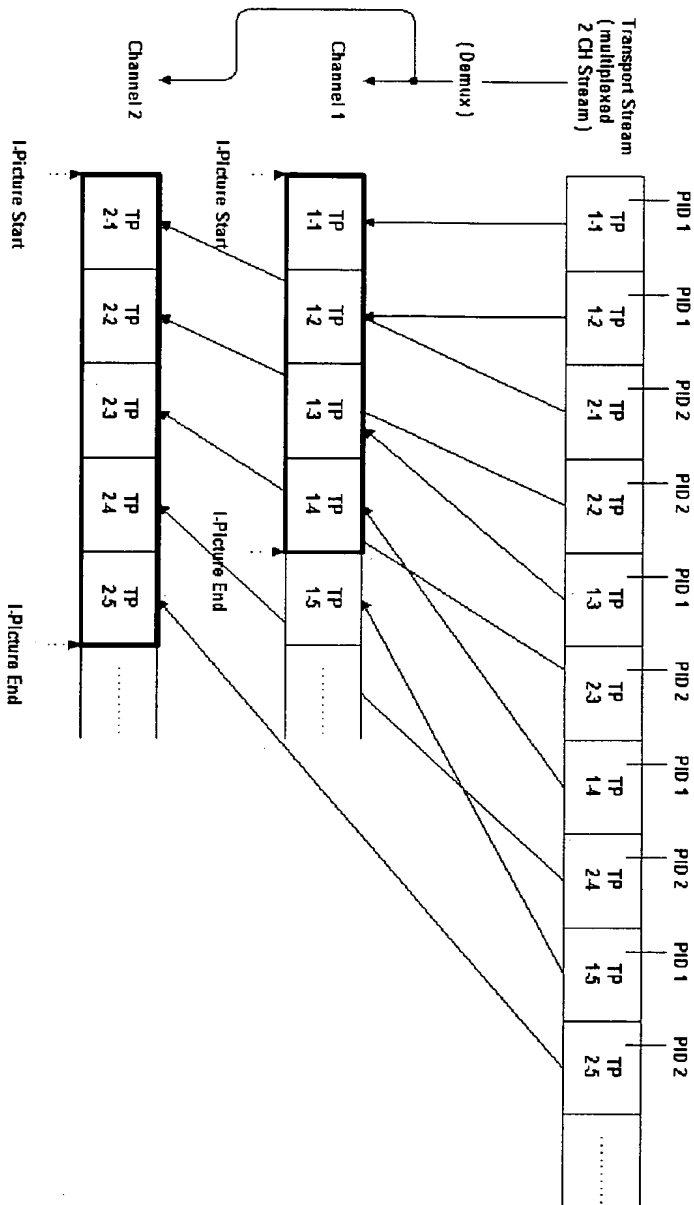 Transport Stream
( multiplexed
2 CH Stream )
PID 1
PID 1
PID 2
PID 2
PID 1
PID 2
PID 1
PID 2
PID 1
PID 2
TP
1-1
TP
1-2
TP
2-1
TP
2-2
TP
1-3
TP
2-3
TP
1-4
TP
2-4
TP
1-5
TP
2-5
..........
( Demux )
Channel 1
TP
1-1
TP
1-2
TP
1-3
TP
1-4
TP
1-5
..........
I-Picture Start
I-Picture End
Channel 2
TP
2-1
TP
2-2
TP
2-3
TP
2-4
TP
2-5
..........
I-Picture Start
I-Picture End